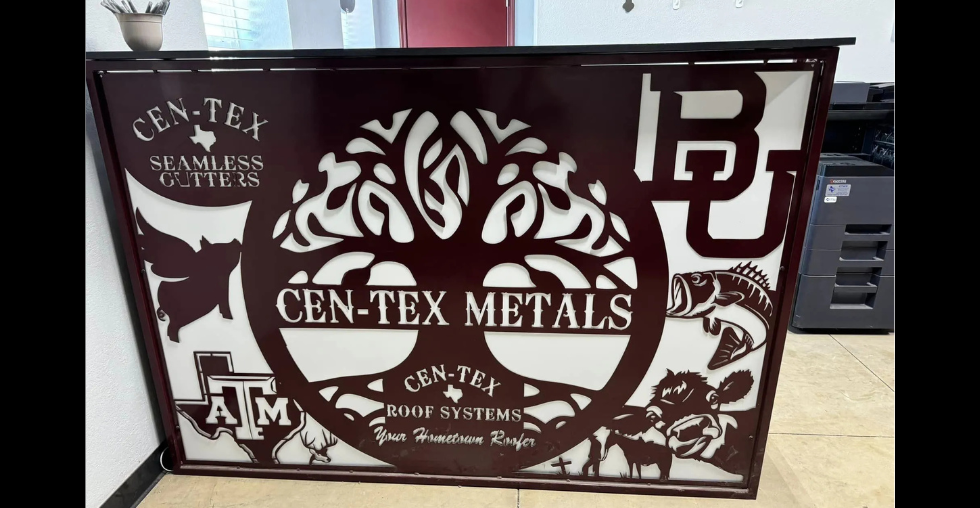 CEN-TEX
SEAMLESS
GUTTERS
BU
CEN-TEX METALS
CEN-TEX
ROOF SYSTEMS
Your Hometown Roofer
ATM